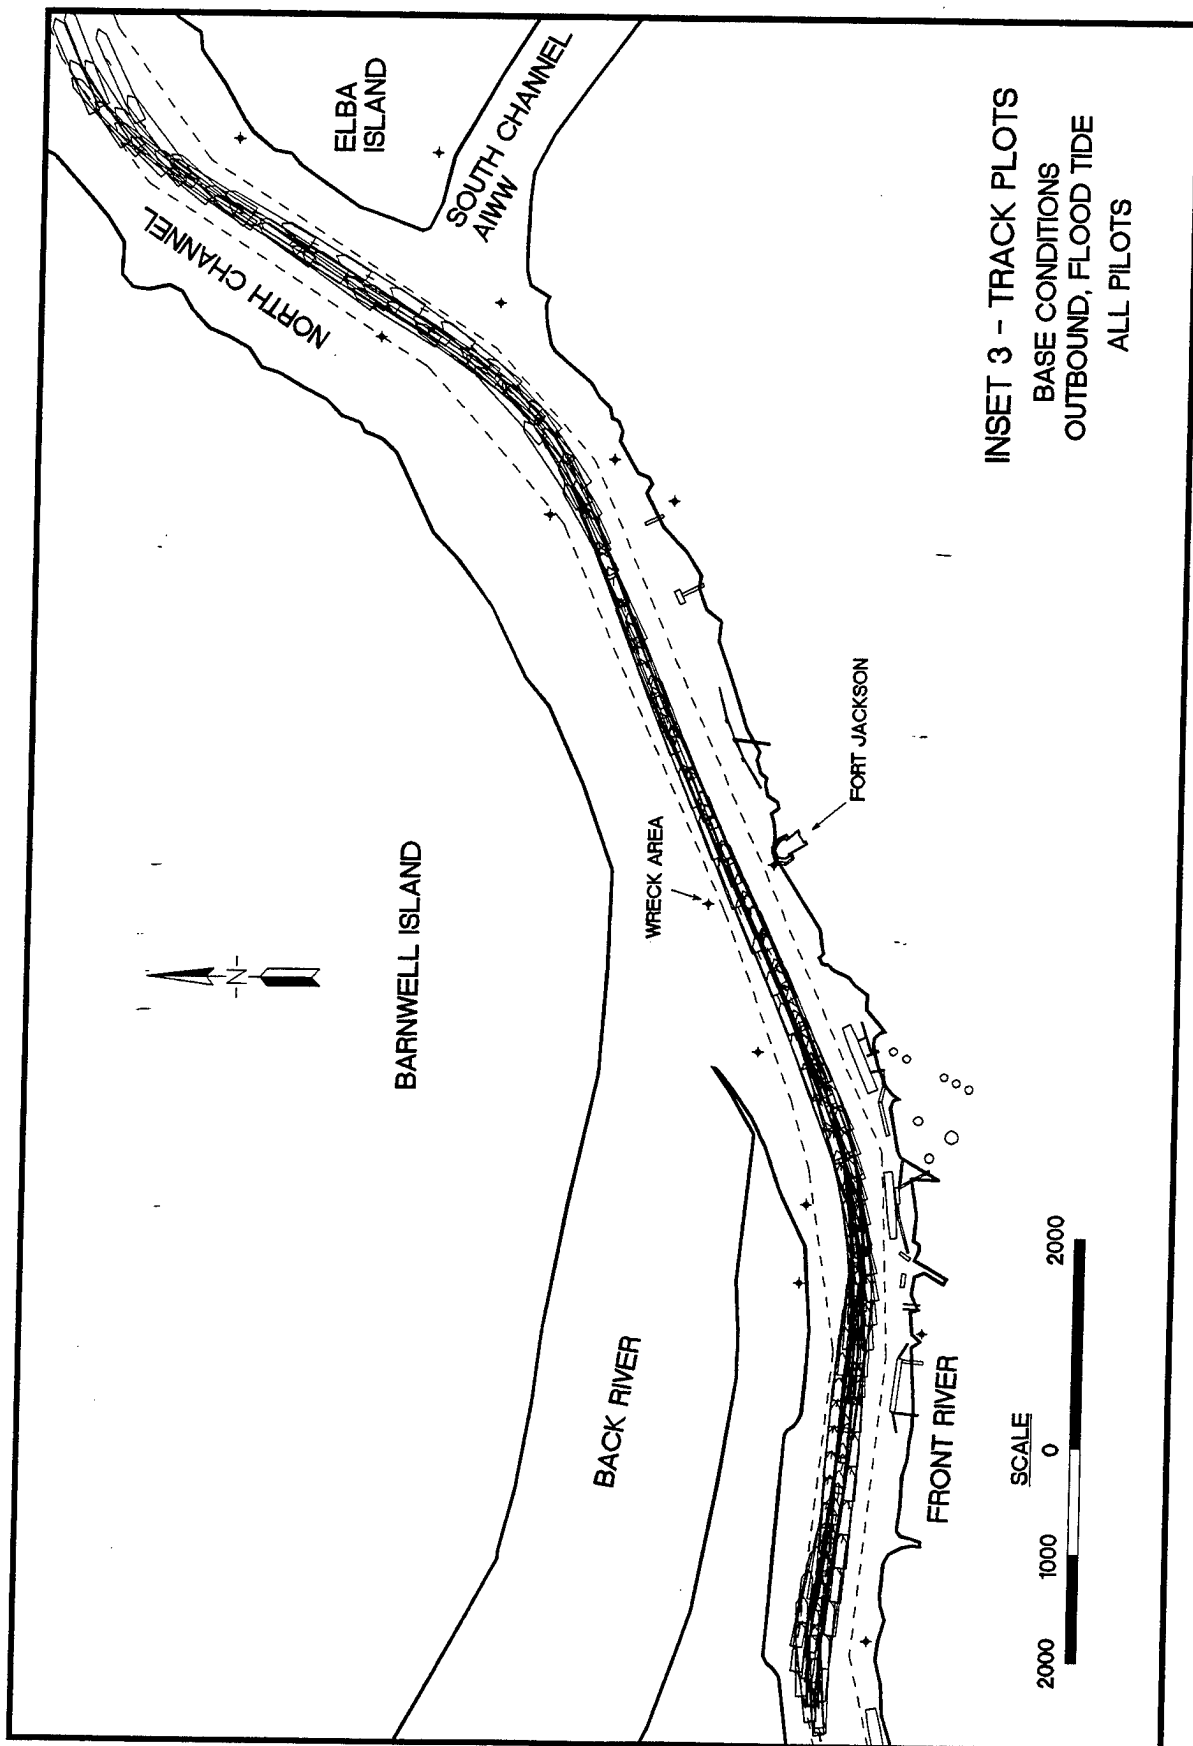 ELBA
ISLAND
SOUTH CHANNEL
AIWW
NORTH CHANNEL
INSET 3 - TRACK PLOTS
BASE CONDITIONS
OUTBOUND, FLOOD TIDE
ALL PILOTS
FORT JACKSON
WRECK AREA
BARNWELL ISLAND
-N-
BACK RIVER
FRONT RIVER
SCALE
2000 1000 0 2000